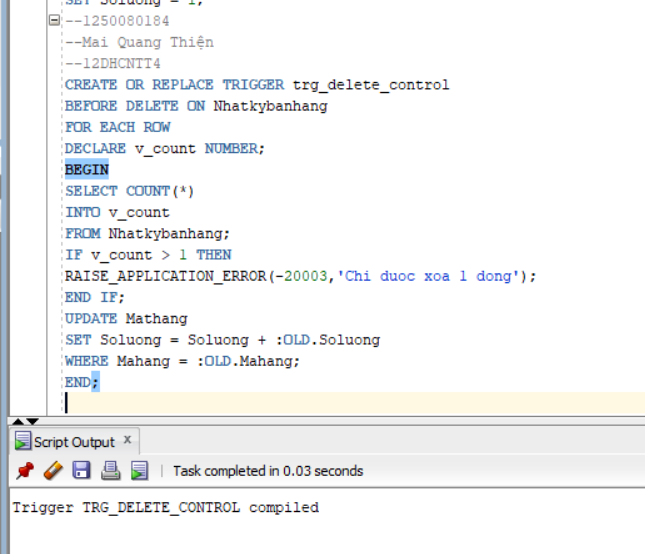 SET Soluong = 1;
--1250080184
--Mai Quang Thiện
--12DHCNTT4
CREATE OR REPLACE TRIGGER trg_delete_control
BEFORE DELETE ON Nhatkybanhang
FOR EACH ROW
DECLARE v_count NUMBER;
BEGIN
SELECT COUNT(*)
INTO v_count
FROM Nhatkybanhang;
IF v_count > 1 THEN
RAISE_APPLICATION_ERROR(-20003,'Chi duoc xoa 1 dong');
END IF;
UPDATE Mathang
SET Soluong = Soluong + :OLD.Soluong
WHERE Mahang = :OLD.Mahang;
END;
Script Output x
Task completed in 0.03 seconds
Trigger TRG_DELETE_CONTROL compiled